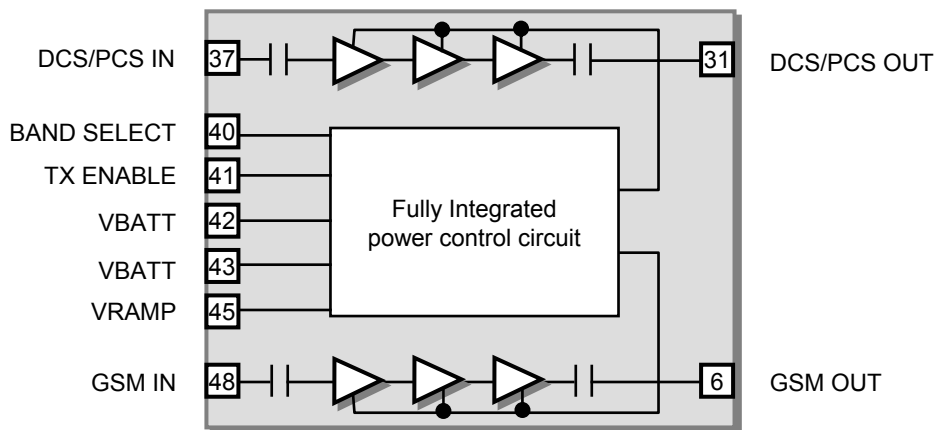 DCS/PCS IN 37 31 DCS/PCS OUT
BAND SELECT 40
TX ENABLE 41
VBATT 42
Fully Integrated
power control circuit
VBATT 43
VRAMP 45
GSM IN 48 6 GSM OUT